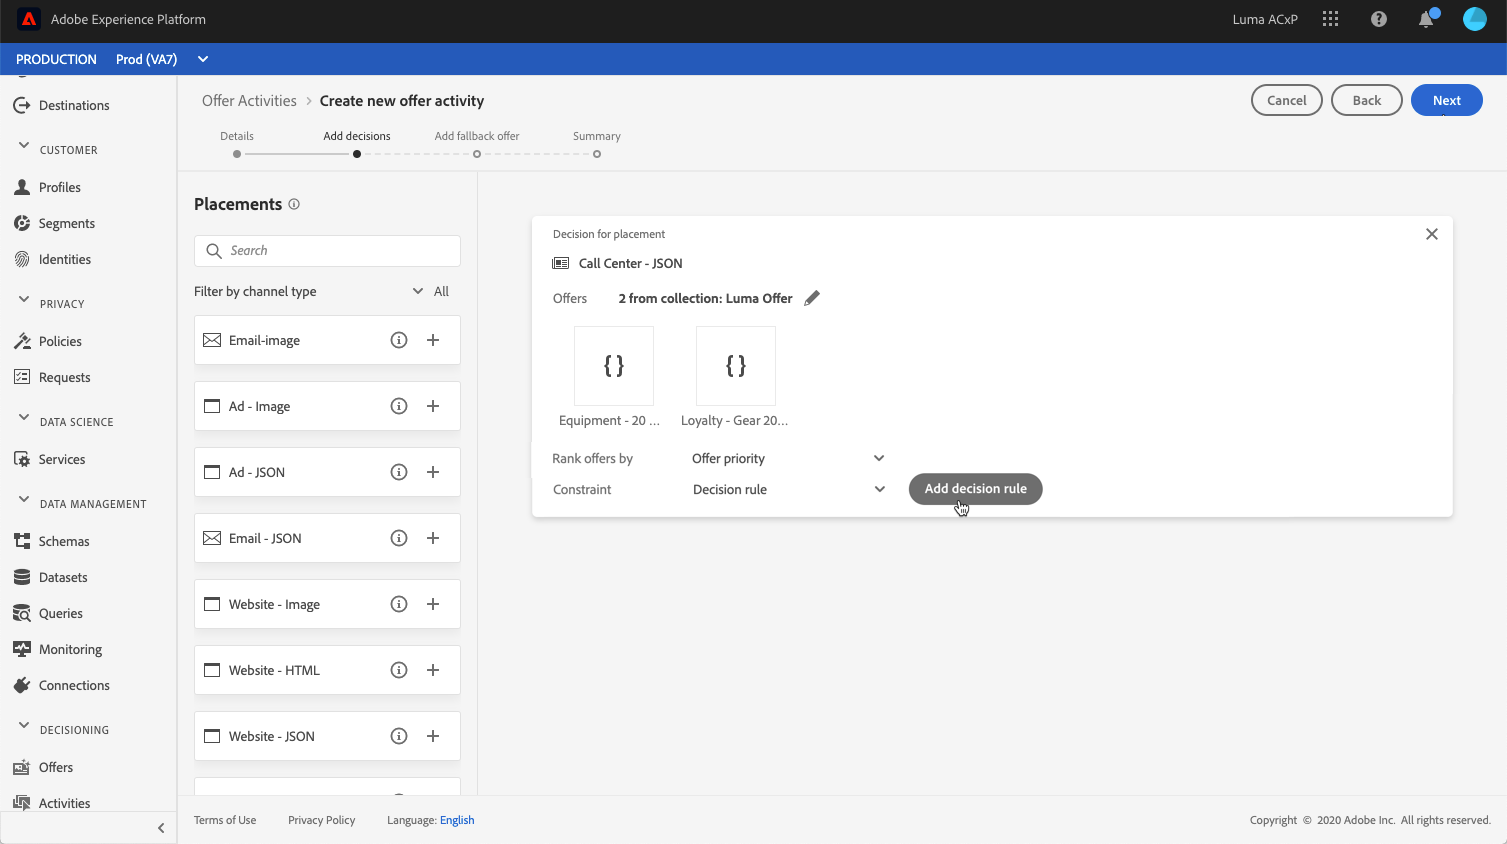 Adobe Experience Platform
Luma ACxP
PRODUCTION Prod (VA7)
Destinations
CUSTOMER
Profiles
Segments
Identities
PRIVACY
Policies
Requests
DATA SCIENCE
Services
DATA MANAGEMENT
Schemas
Datasets
Queries
Monitoring
Connections
DECISIONING
Offers
Activities
Offer Activities > Create new offer activity
Cancel
Back
Next
Details
Add decisions
Add fallback offer
Summary
Placements
Search
Filter by channel type
All
Email-image
Ad - Image
Ad - JSON
Email - JSON
Website - Image
Website - HTML
Website - JSON
Decision for placement
Call Center - JSON
Offers 2 from collection: Luma Offer
{ }
{ }
Equipment - 20 ...
Loyalty - Gear 20...
Rank offers by Offer priority
Constraint Decision rule
Add decision rule
Terms of Use
Privacy Policy
Language: English
Copyright © 2020 Adobe Inc. All rights reserved.